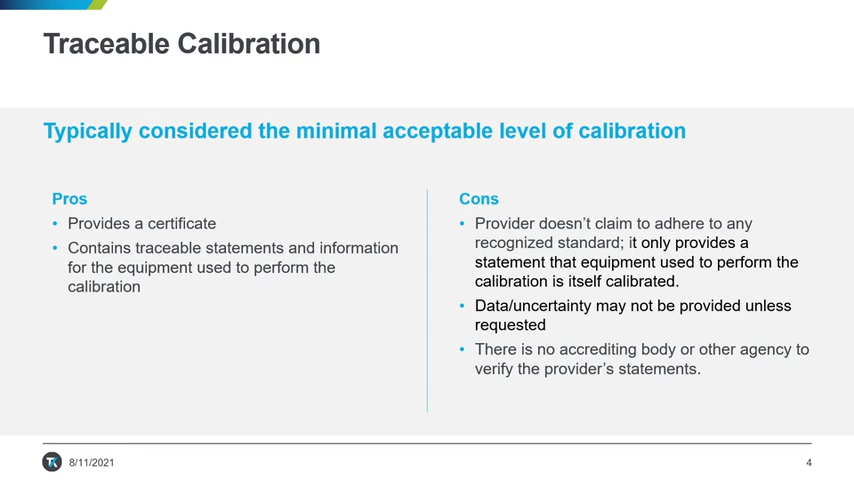 Traceable Calibration
Typically considered the minimal acceptable level of calibration
Pros
• Provides a certificate
• Contains traceable statements and information
for the equipment used to perform the
calibration
Cons
• Provider doesn’t claim to adhere to any
recognized standard; it only provides a
statement that equipment used to perform the
calibration is itself calibrated.
• Data/uncertainty may not be provided unless
requested
• There is no accrediting body or other agency to
verify the provider’s statements.
8/11/2021
4